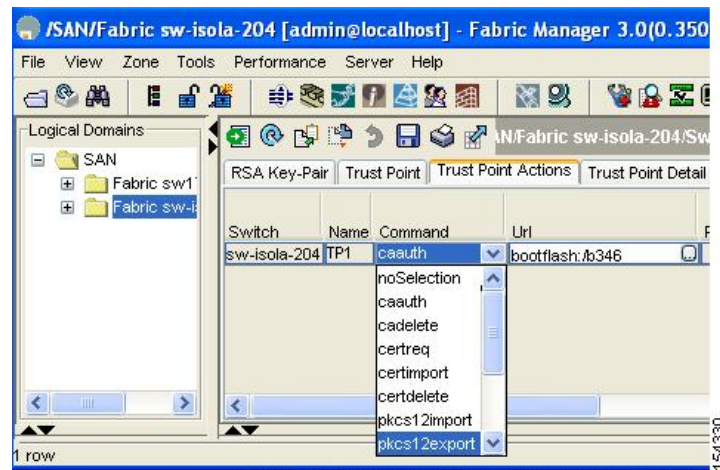 /SAN/Fabric sw-isola-204 [admin@localhost] - Fabric Manager 3.0(0.350
File View Zone Tools Performance Server Help
Logical Domains
SAN
Fabric sw1
Fabric sw-i
N/Fabric sw-isola-204/Sw
RSA Key-Pair Trust Point Trust Point Actions Trust Point Detail
Switch Name Command Url
sw-isola-204 TP1 caauth bootflash:/b346
noSelection
caauth
cadelete
certreq
certimport
certdelete
pkcs12import
pkcs12export
1 row
154330